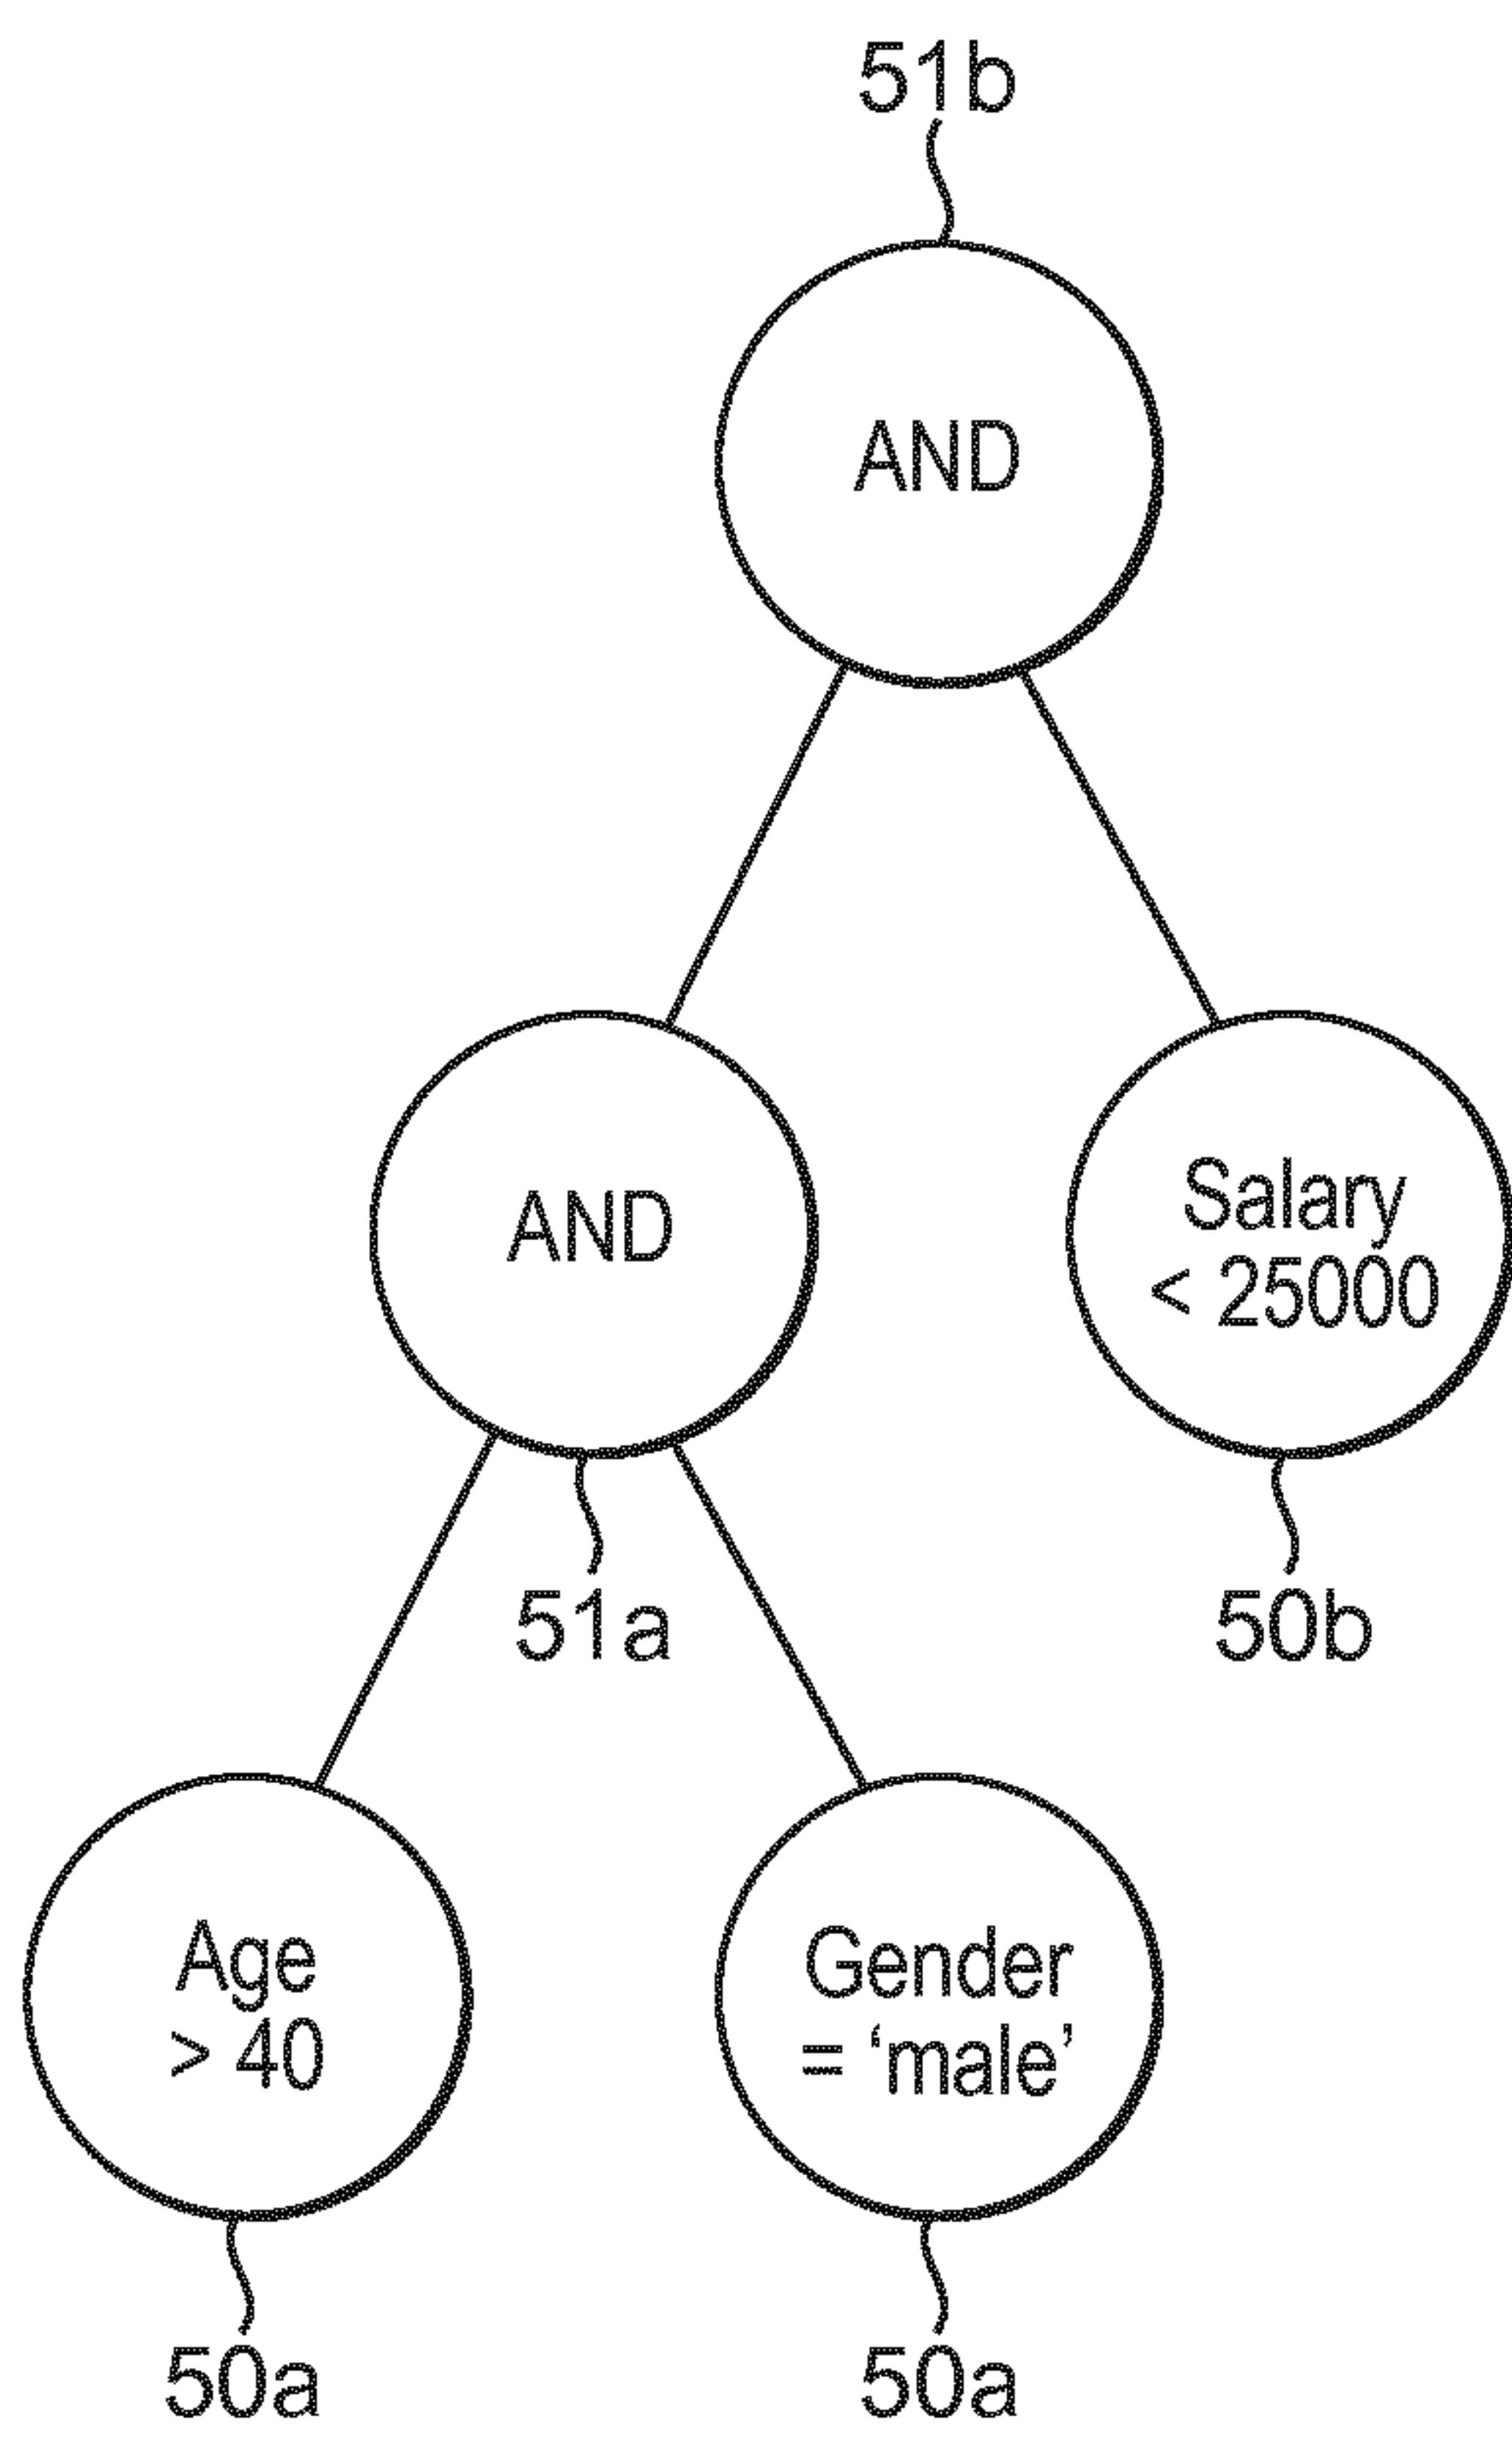 51b
AND
AND
Salary
< 25000
51a
50b
Age
> 40
Gender
= ‘male’
50a
50a